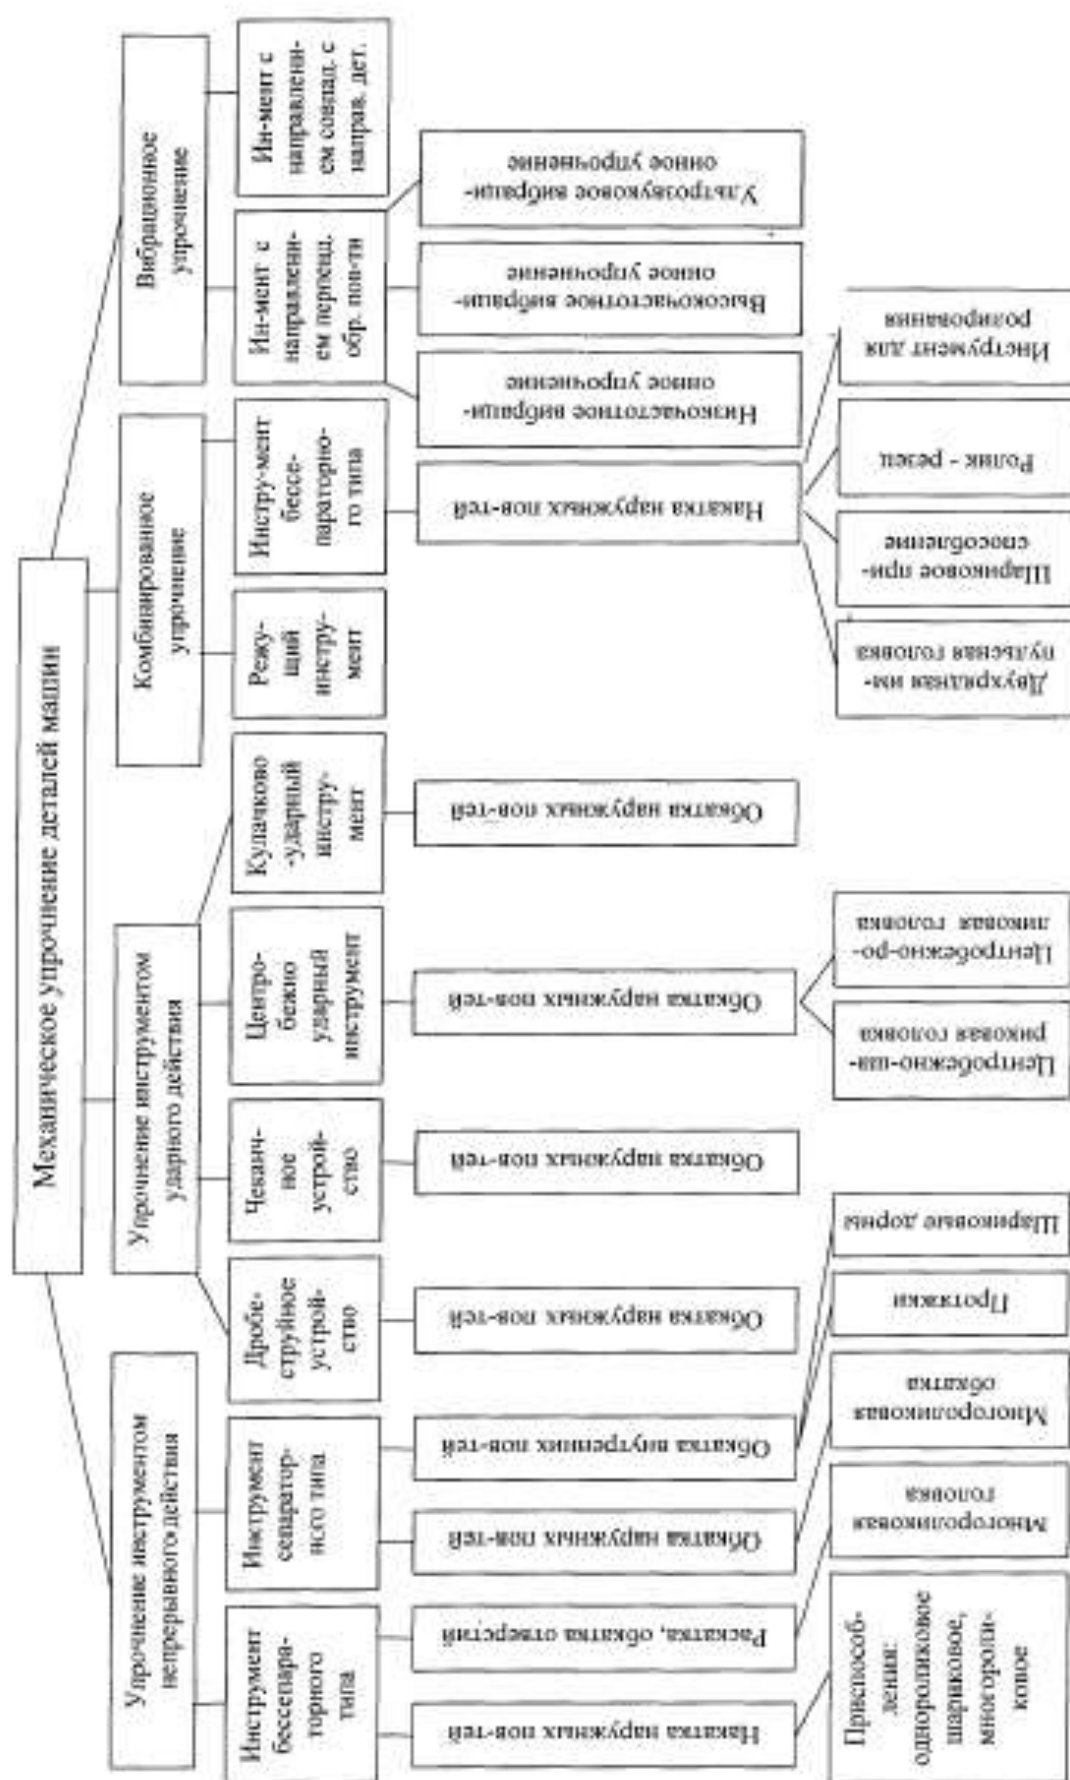 Механическое упрочнение деталей машин
Упрочнение инструментом
непрерывного действия
Упрочнение инструментом
ударного действия
Комбинированное
упрочнение
Вибрационное
упрочнение
Инструмент
бессепара-
торного
типа
Инструмент
сепаратор-
ного типа
Дробе-
струйное
устрой-
ство
Чеканч-
ное
устрой-
ство
Центро-
бежно
ударный
инструмент
Кулачково
-ударный
инстру-
мент
Режу-
щий
инстру-
мент
Инстру-мент
бессе-
параторно-
го типа
Ин-мент с
направлени-
ем перпенд.
обр. пов-ти
Ин-мент с
направлени-
ем совпад. с
направ. дет.
Накатка наружных пов-тей
Раскатка, обкатка отверстий
Обкатка наружных пов-тей
Обкатка внутренних пов-тей
Обкатка наружных пов-тей
Обкатка наружных пов-тей
Обкатка наружных пов-тей
Обкатка наружных пов-тей
Накатка наружных пов-тей
Низкочастотное вибраци-
онное упрочнение
Высокочастотное вибраци-
онное упрочнение
Ультрозвуковое вибраци-
онное упрочнение
Приспособ-
ления:
однороликовое
шариковое,
многороли-
ковое
Многороликовая
головка
Многороликовая
обкатка
Протяжки
Шариковые дорны
Центробежно-ша-
риковая головка
Центробежно-ро-
ликовая головка
Двухрядная им-
пульсная головка
Шариковое при-
способление
Ролик - резец
Инструмент для
ролирования